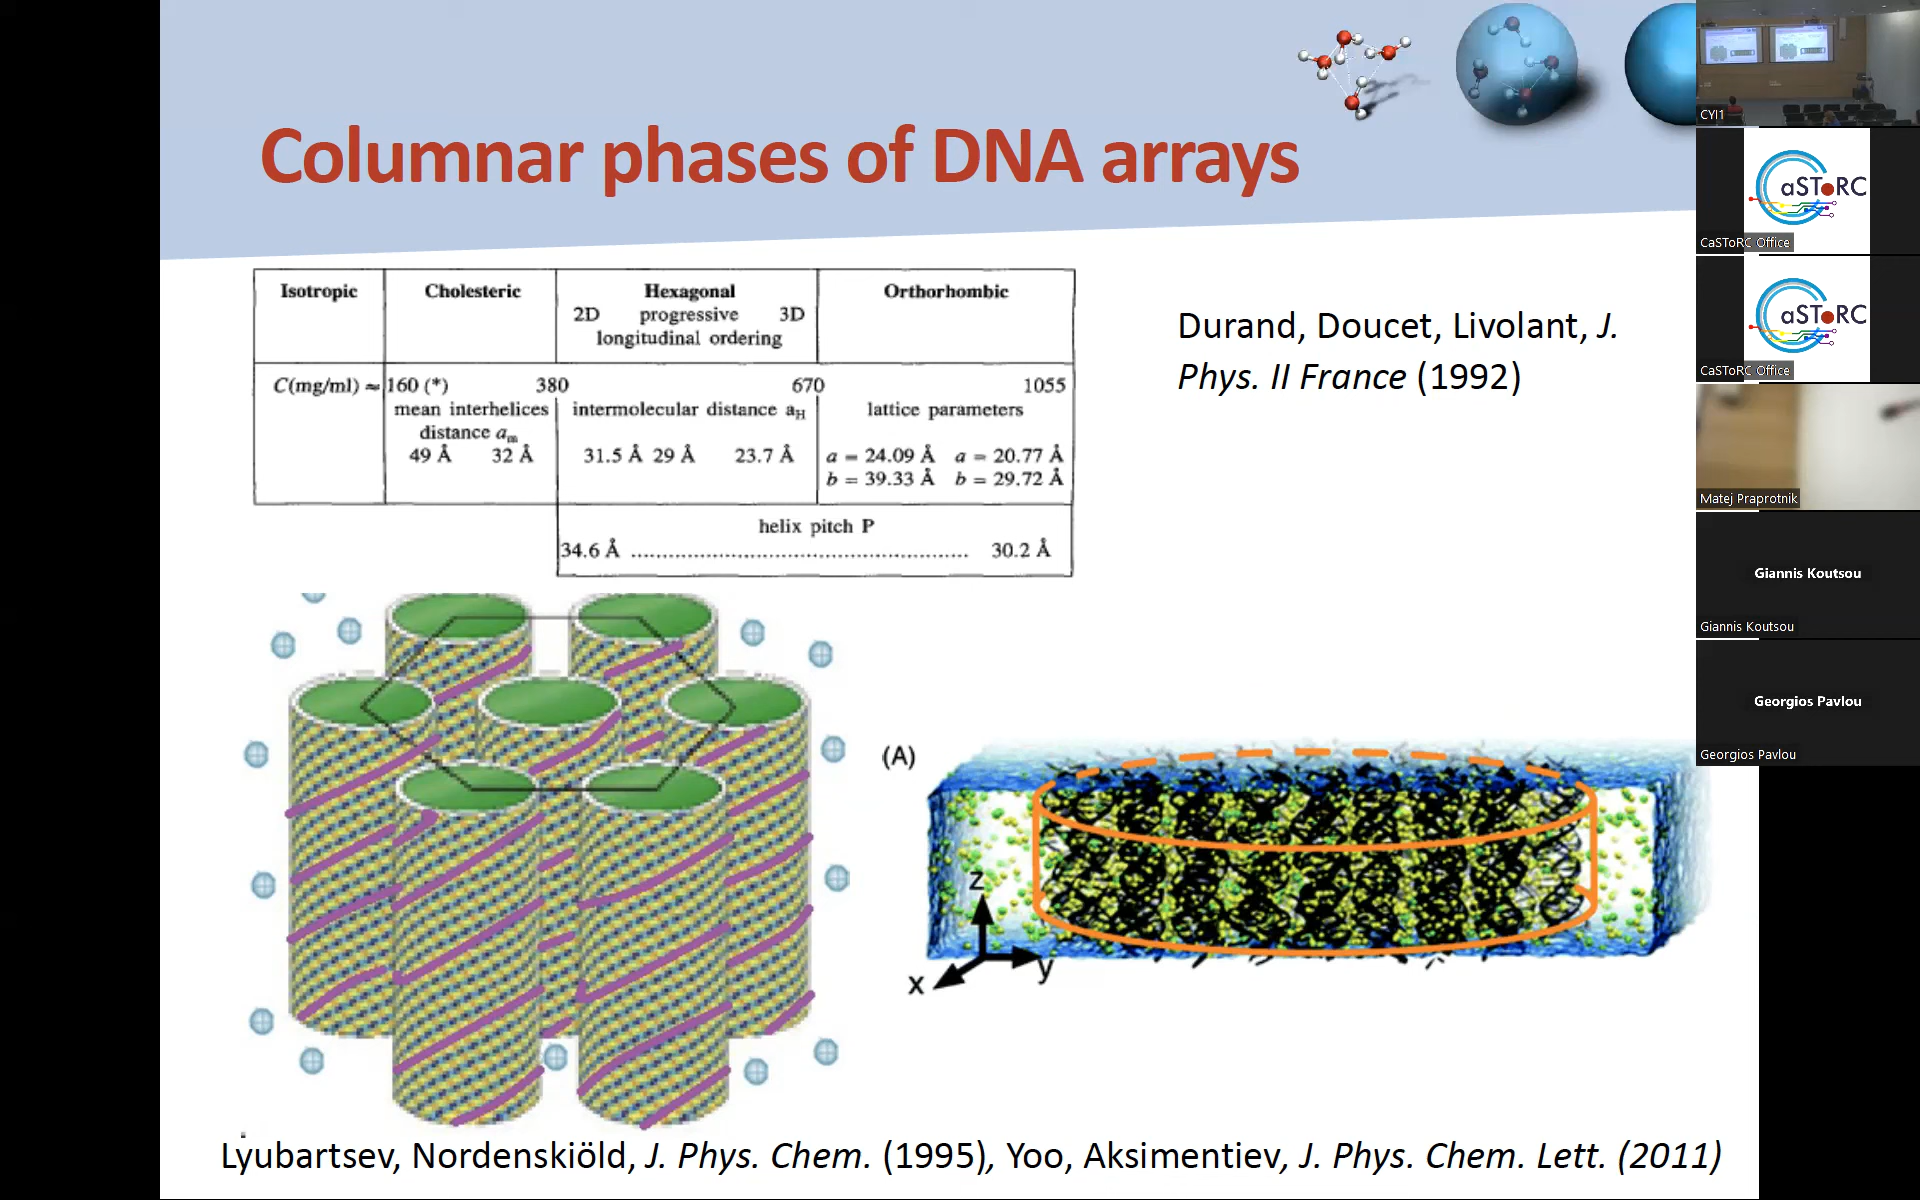 Columnar phases of DNA arrays
Isotropic
Cholesteric
Hexagonal
2D progressive 3D
longitudinal ordering
Orthorhombic
C(mg/ml) ≈ 160 (*) 380 670 1055
mean interhelices
distance aₘ
49 Å 32 Å
intermolecular distance a_H
31.5 Å 29 Å 23.7 Å
lattice parameters
a = 24.09 Å a = 20.77 Å
b = 39.33 Å b = 29.72 Å
helix pitch P
34.6 Å ................................................ 30.2 Å
Durand, Doucet, Livolant, J.
Phys. II France (1992)
(A)
z
y
x
Lyubartsev, Nordenskiöld, J. Phys. Chem. (1995), Yoo, Aksimentiev, J. Phys. Chem. Lett. (2011)
CYI1
aSToRC
CaSToRC Office
aSToRC
CaSToRC Office
Matej Praprotnik
Giannis Koutsou
Giannis Koutsou
Georgios Pavlou
Georgios Pavlou